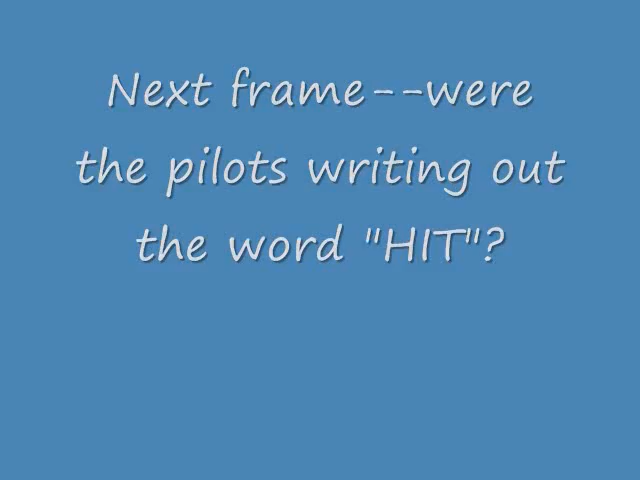 Next frame--were
the pilots writing out
the word "HIT"?